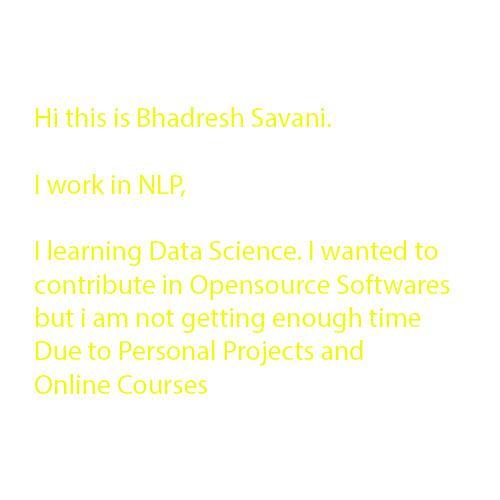 Hi this is Bhadresh Savani.
I work in NLP,
I learning Data Science. I wanted to
contribute in Opensource Softwares
but i am not getting enough time
Due to Personal Projects and
Online Courses